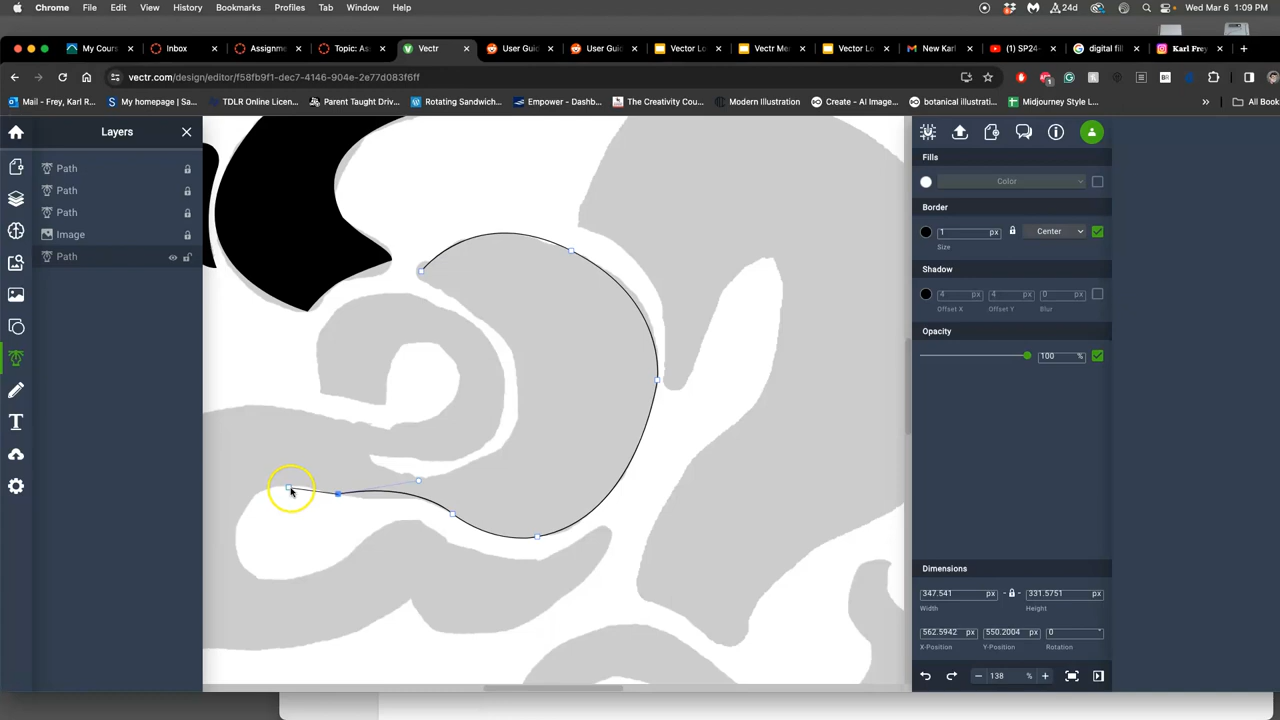 Chrome File Edit View History Bookmarks Profiles Tab Window Help
24d Wed Mar 6 1:09 PM
My Cours Inbox Assignme Topic: As Vectr User Guid User Guid Vector Lo Vectr Me Vector Lo New Karl (1) SP24- digital fill Karl Frey
vectr.com/design/editor/f58fb9f1-dec7-4146-904e-2e77d083f6ff
Mail - Frey, Karl R... My homepage | Sa... TDLR Online Licen... Parent Taught Driv... Rotating Sandwich... Empower - Dashb... The Creativity Cou... Modern Illustration Create - AI Image... botanical illustrati... Midjourney Style L... All Book
Layers
Path
Path
Path
Image
Path
Fills
Color
Border
1 px Center
Size
Shadow
4 px 4 px 0 px
Offset X Offset Y Blur
Opacity
100 %
Dimensions
347.541 px 331.5751 px
Width Height
562.5942 px 550.2004 px 0 °
X-Position Y-Position Rotation
138 %